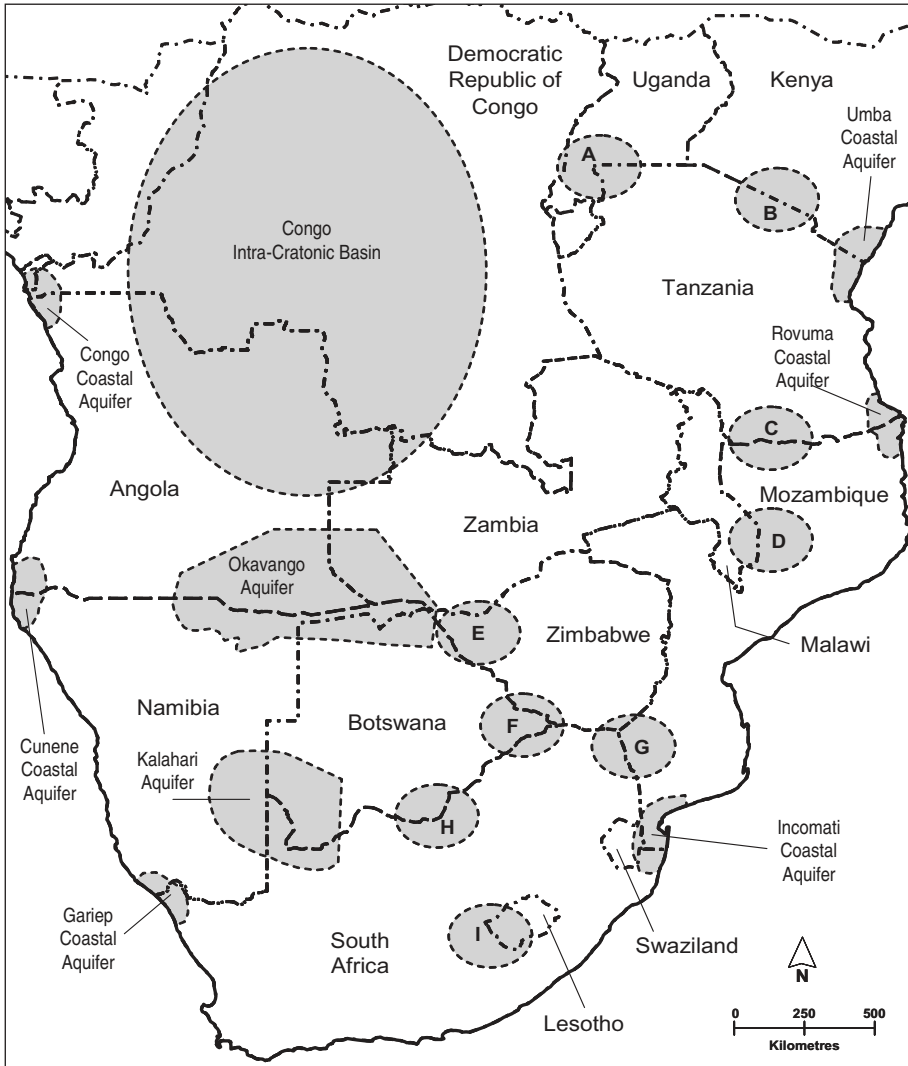 Democratic
Republic of
Congo
Uganda
Kenya
Umba
Coastal
Aquifer
A
B
Congo
Intra-Cratonic Basin
Tanzania
Congo
Coastal
Aquifer
Rovuma
Coastal
Aquifer
C
Angola
Mozambique
Zambia
D
Okavango
Aquifer
E
Zimbabwe
Malawi
Namibia
Botswana
F
G
Cunene
Coastal
Aquifer
Kalahari
Aquifer
H
Incomati
Coastal
Aquifer
Gariep
Coastal
Aquifer
South
Africa
I
Swaziland
Lesotho
N
0 250 500
Kilometres